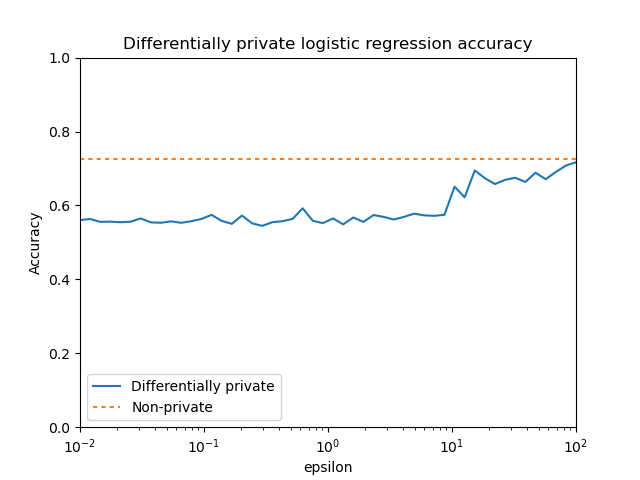 Differentially private logistic regression accuracy
1.0
0.8
0.6
0.4
0.2
0.0
Accuracy
Differentially private
Non-private
10⁻² 10⁻¹ 10⁰ 10¹ 10²
epsilon